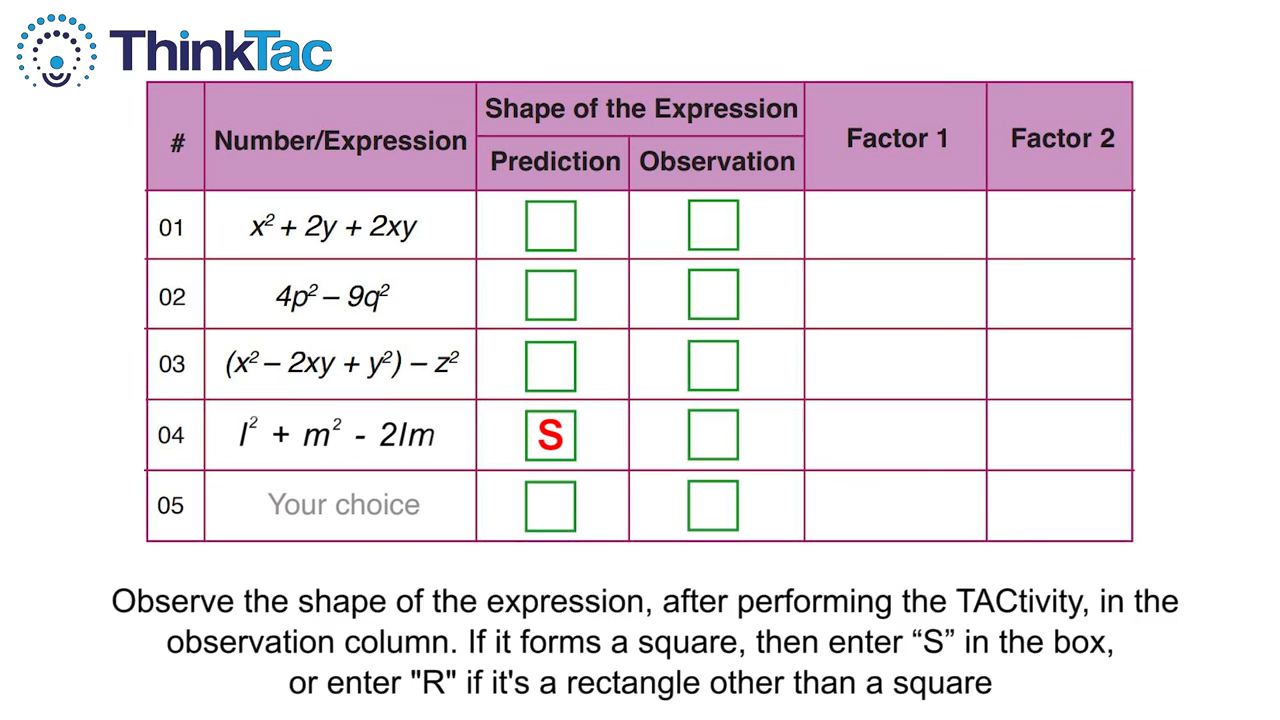 ThinkTac
# Number/Expression Shape of the Expression Factor 1 Factor 2
Prediction Observation
01 x² + 2y + 2xy
02 4p² – 9q²
03 (x² – 2xy + y²) – z²
04 l² + m² - 2lm S
05 Your choice
Observe the shape of the expression, after performing the TACtivity, in the
observation column. If it forms a square, then enter “S” in the box,
or enter "R" if it's a rectangle other than a square